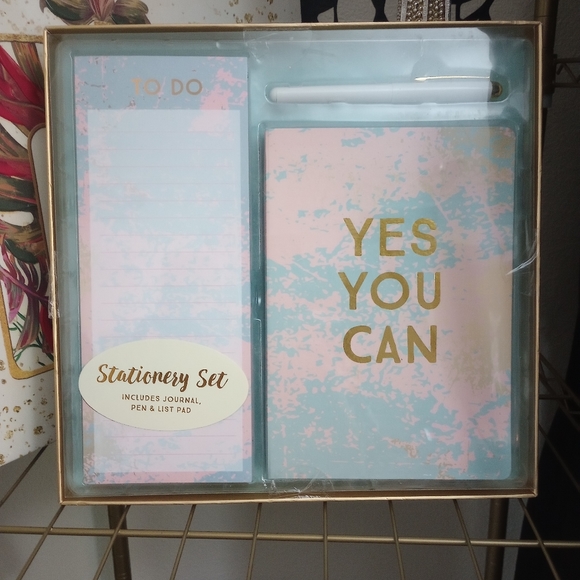 TO DO
YES
YOU
CAN
Stationery Set
INCLUDES JOURNAL,
PEN & LIST PAD